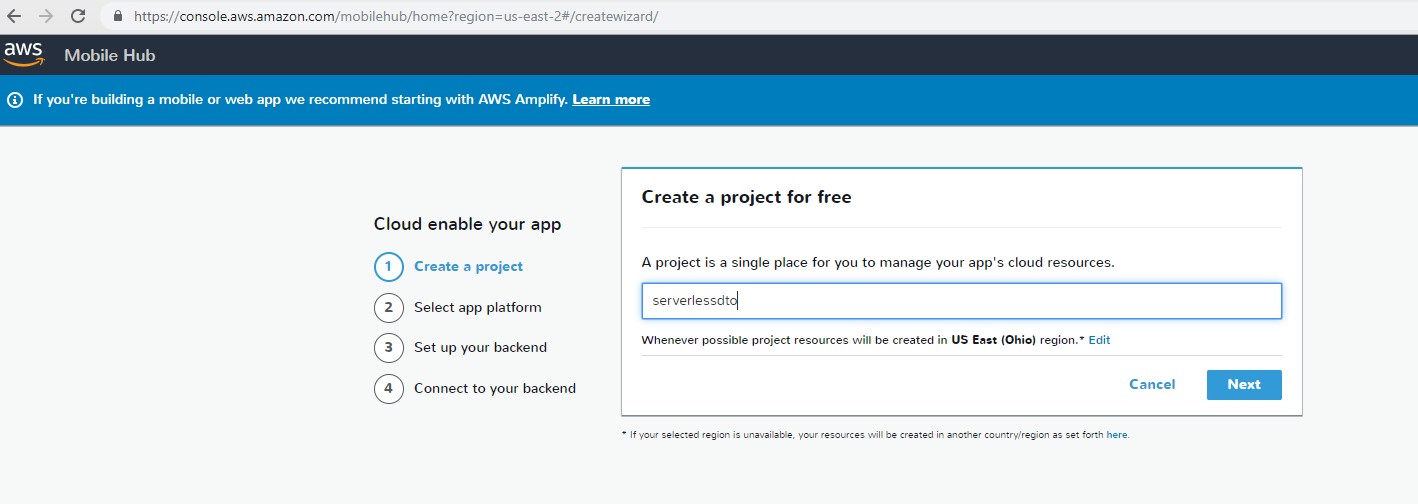 https://console.aws.amazon.com/mobilehub/home?region=us-east-2#/createwizard/
aws Mobile Hub
If you're building a mobile or web app we recommend starting with AWS Amplify. Learn more
Cloud enable your app
1 Create a project
2 Select app platform
3 Set up your backend
4 Connect to your backend
Create a project for free
A project is a single place for you to manage your app's cloud resources.
serverlessdto
Whenever possible project resources will be created in US East (Ohio) region.* Edit
Cancel Next
* If your selected region is unavailable, your resources will be created in another country/region as set forth here.